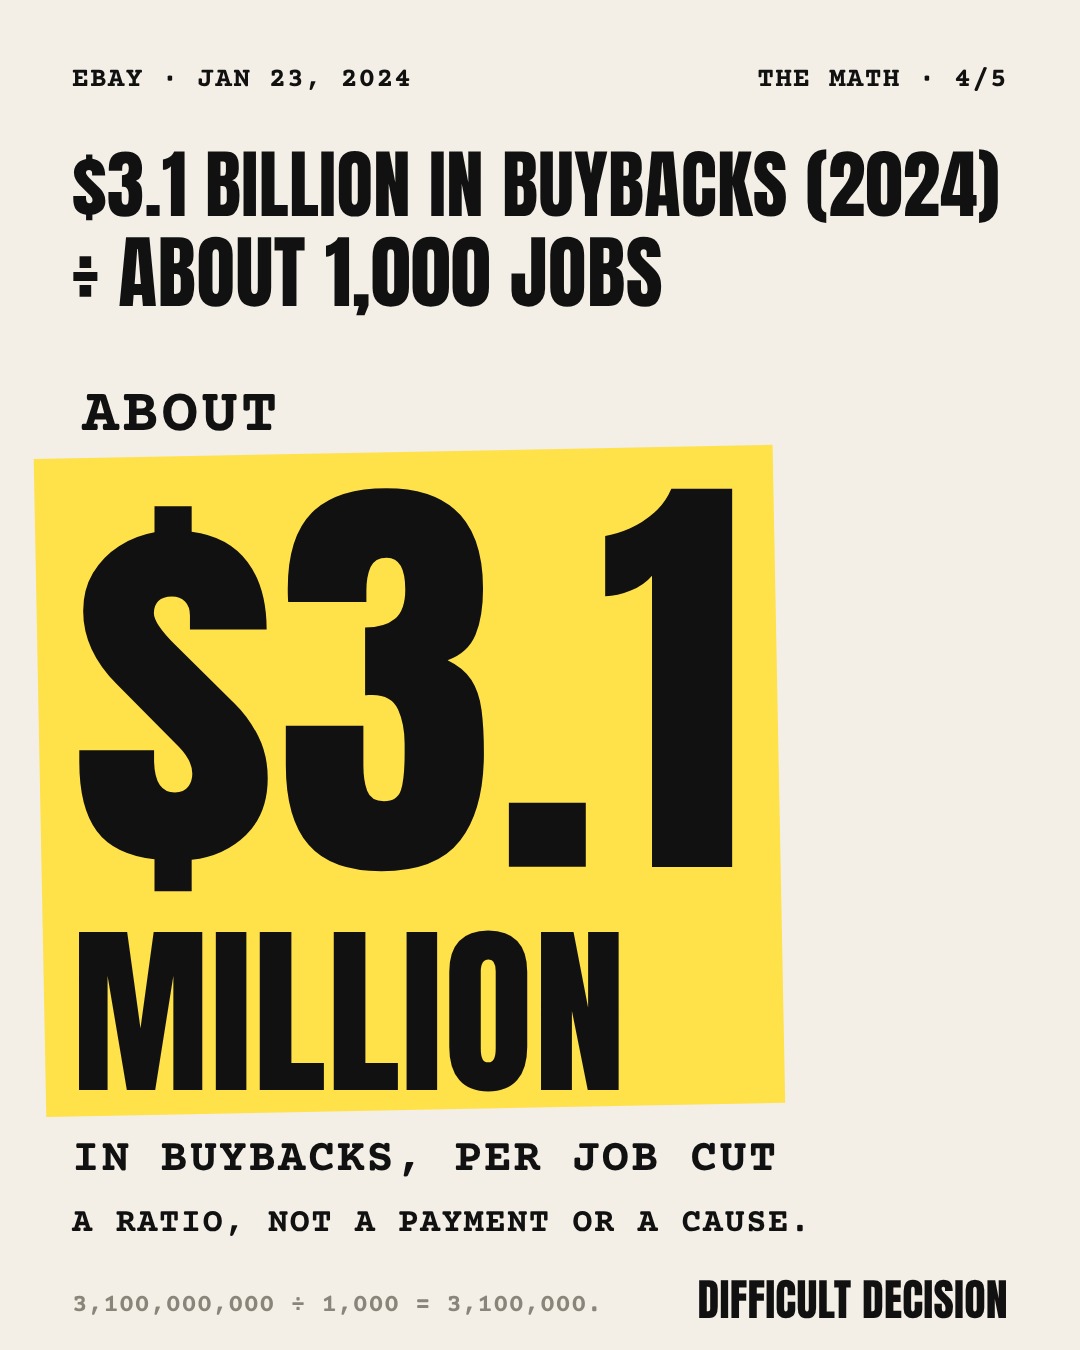 EBAY · JAN 23, 2024
THE MATH · 4/5
$3.1 BILLION IN BUYBACKS (2024)
÷ ABOUT 1,000 JOBS
ABOUT
$3.1
MILLION
IN BUYBACKS, PER JOB CUT
A RATIO, NOT A PAYMENT OR A CAUSE.
3,100,000,000 ÷ 1,000 = 3,100,000.
DIFFICULT DECISION